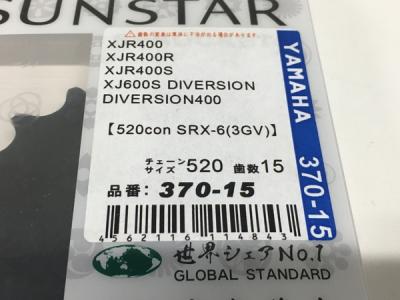 SUNSTAR
XJR400
XJR400R
XJR400S
XJ600S DIVERSION
DIVERSION400
【520con SRX-6(3GV)】
チェーンサイズ 520 歯数 15
品番: 370-15
4562116114843
YAMAHA 370-15
世界シェアNo.1
GLOBAL STANDARD